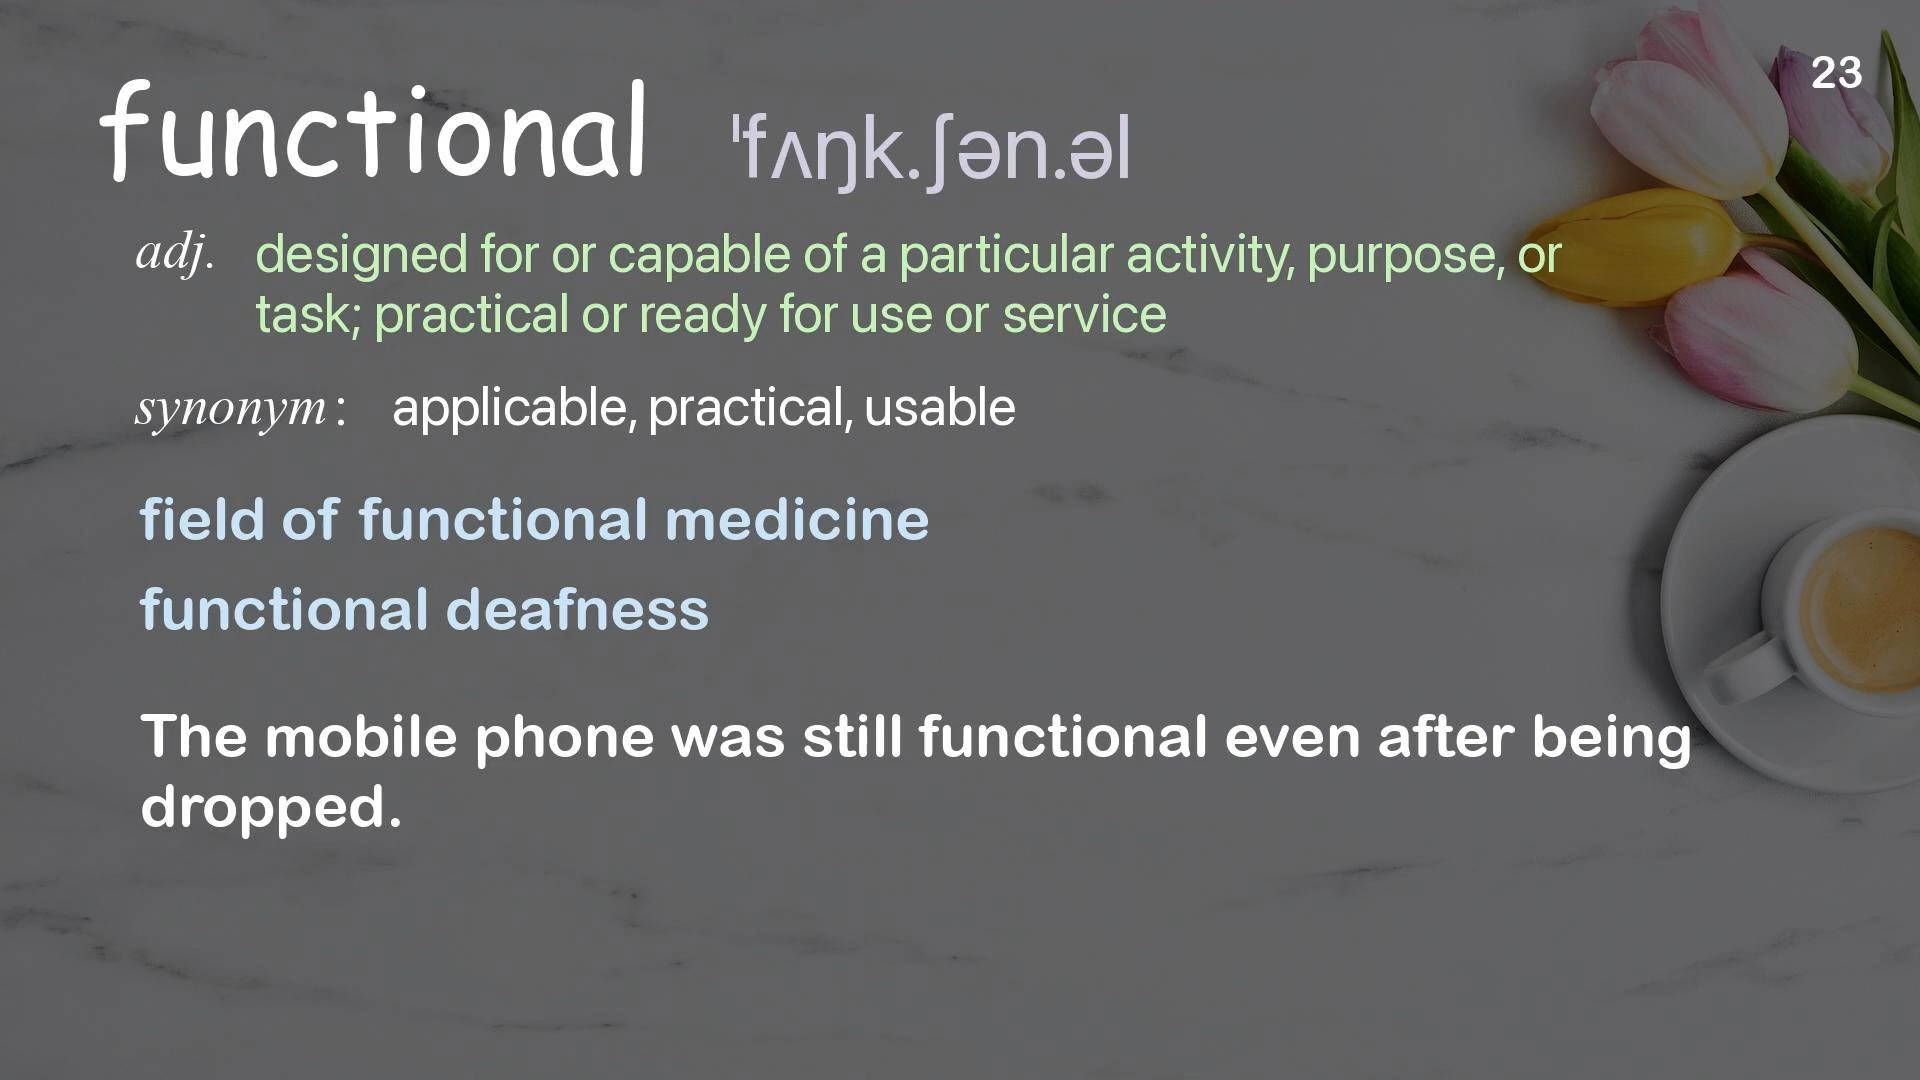 23
functional ˈfʌŋk.ʃən.əl
adj. designed for or capable of a particular activity, purpose, or
task; practical or ready for use or service
synonym: applicable, practical, usable
field of functional medicine
functional deafness
The mobile phone was still functional even after being
dropped.